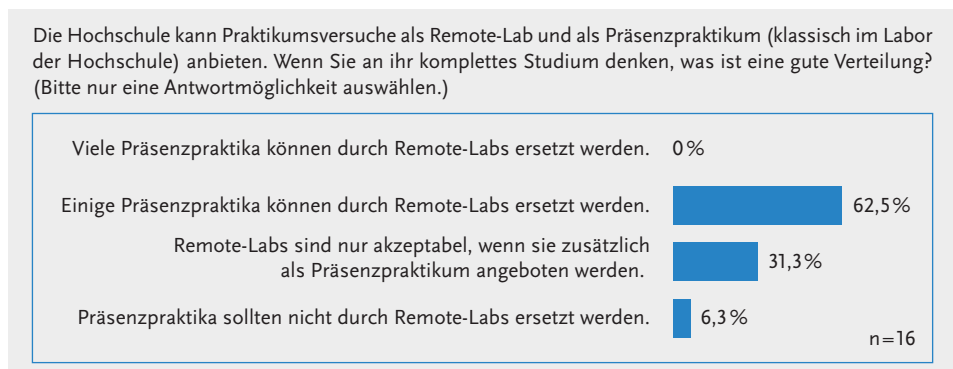 Die Hochschule kann Praktikumsversuche als Remote-Lab und als Präsenzpraktikum (klassisch im Labor
der Hochschule) anbieten. Wenn Sie an ihr komplettes Studium denken, was ist eine gute Verteilung?
(Bitte nur eine Antwortmöglichkeit auswählen.)
Viele Präsenzpraktika können durch Remote-Labs ersetzt werden. 0 %
Einige Präsenzpraktika können durch Remote-Labs ersetzt werden. 62,5 %
Remote-Labs sind nur akzeptabel, wenn sie zusätzlich
als Präsenzpraktikum angeboten werden. 31,3 %
Präsenzpraktika sollten nicht durch Remote-Labs ersetzt werden. 6,3 %
n=16